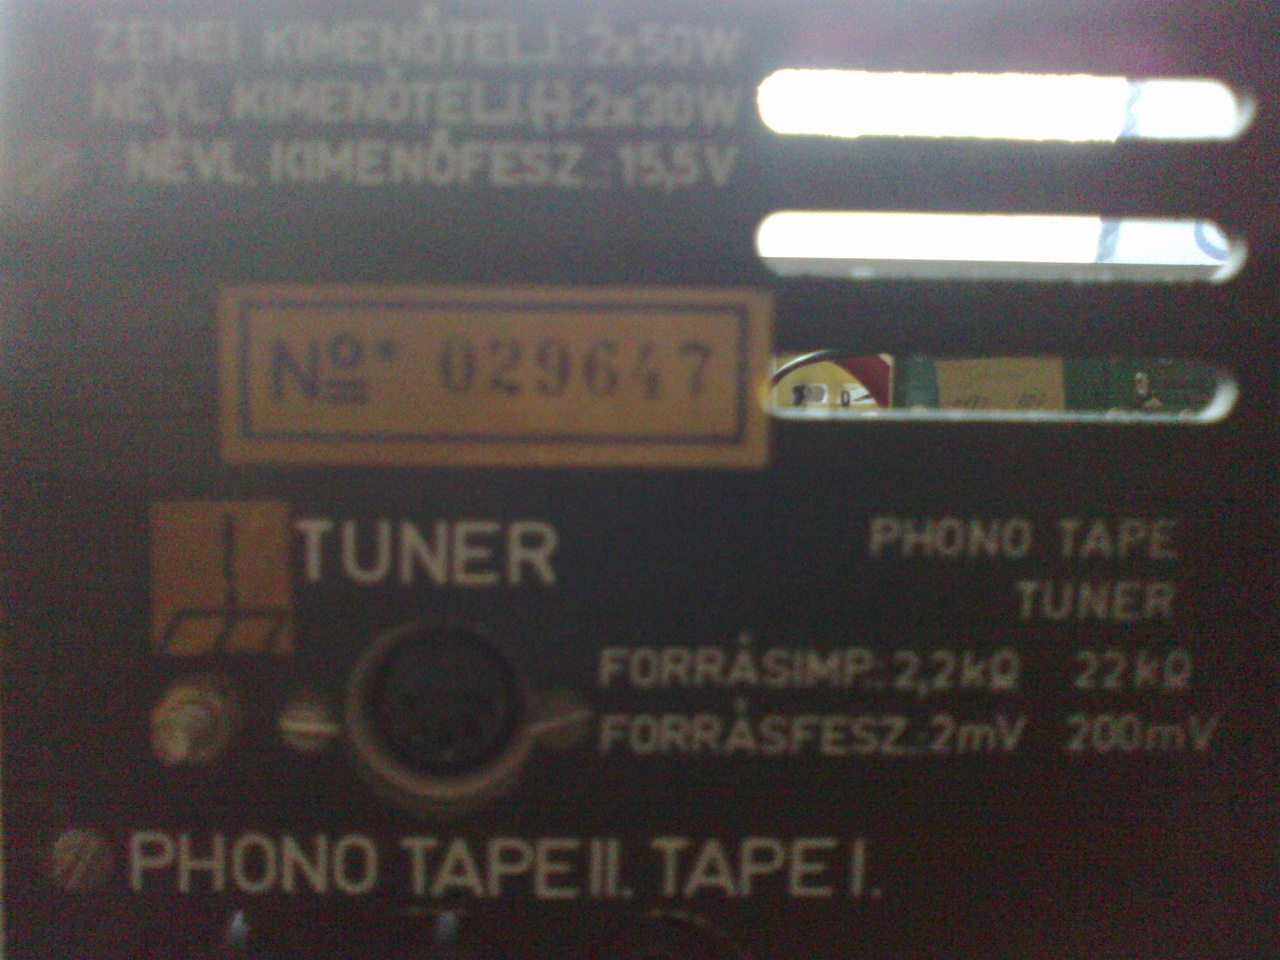 ZENEI KIMENŐTELJ.: 2x50W
NÉVL. KIMENŐTELJ.(H): 2x30W
NÉVL. KIMENŐFESZ.: 15,5V
Nº 029647
TUNER
PHONO TAPE
TUNER
FORRÁSIMP.: 2,2kΩ 22kΩ
FORRÁSFESZ.: 2mV 200mV
PHONO TAPE II. TAPE I.